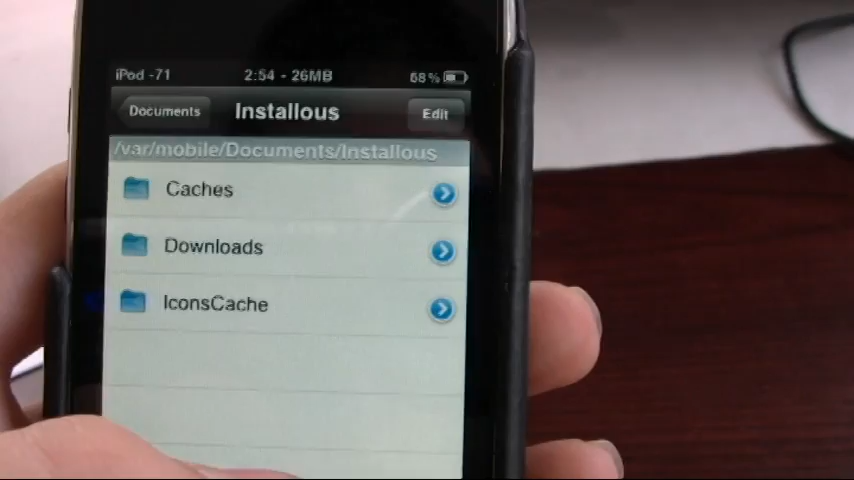 iPod -71 2:54 - 26MB 68%
Documents Installous Edit
/var/mobile/Documents/Installous
Caches
Downloads
IconsCache